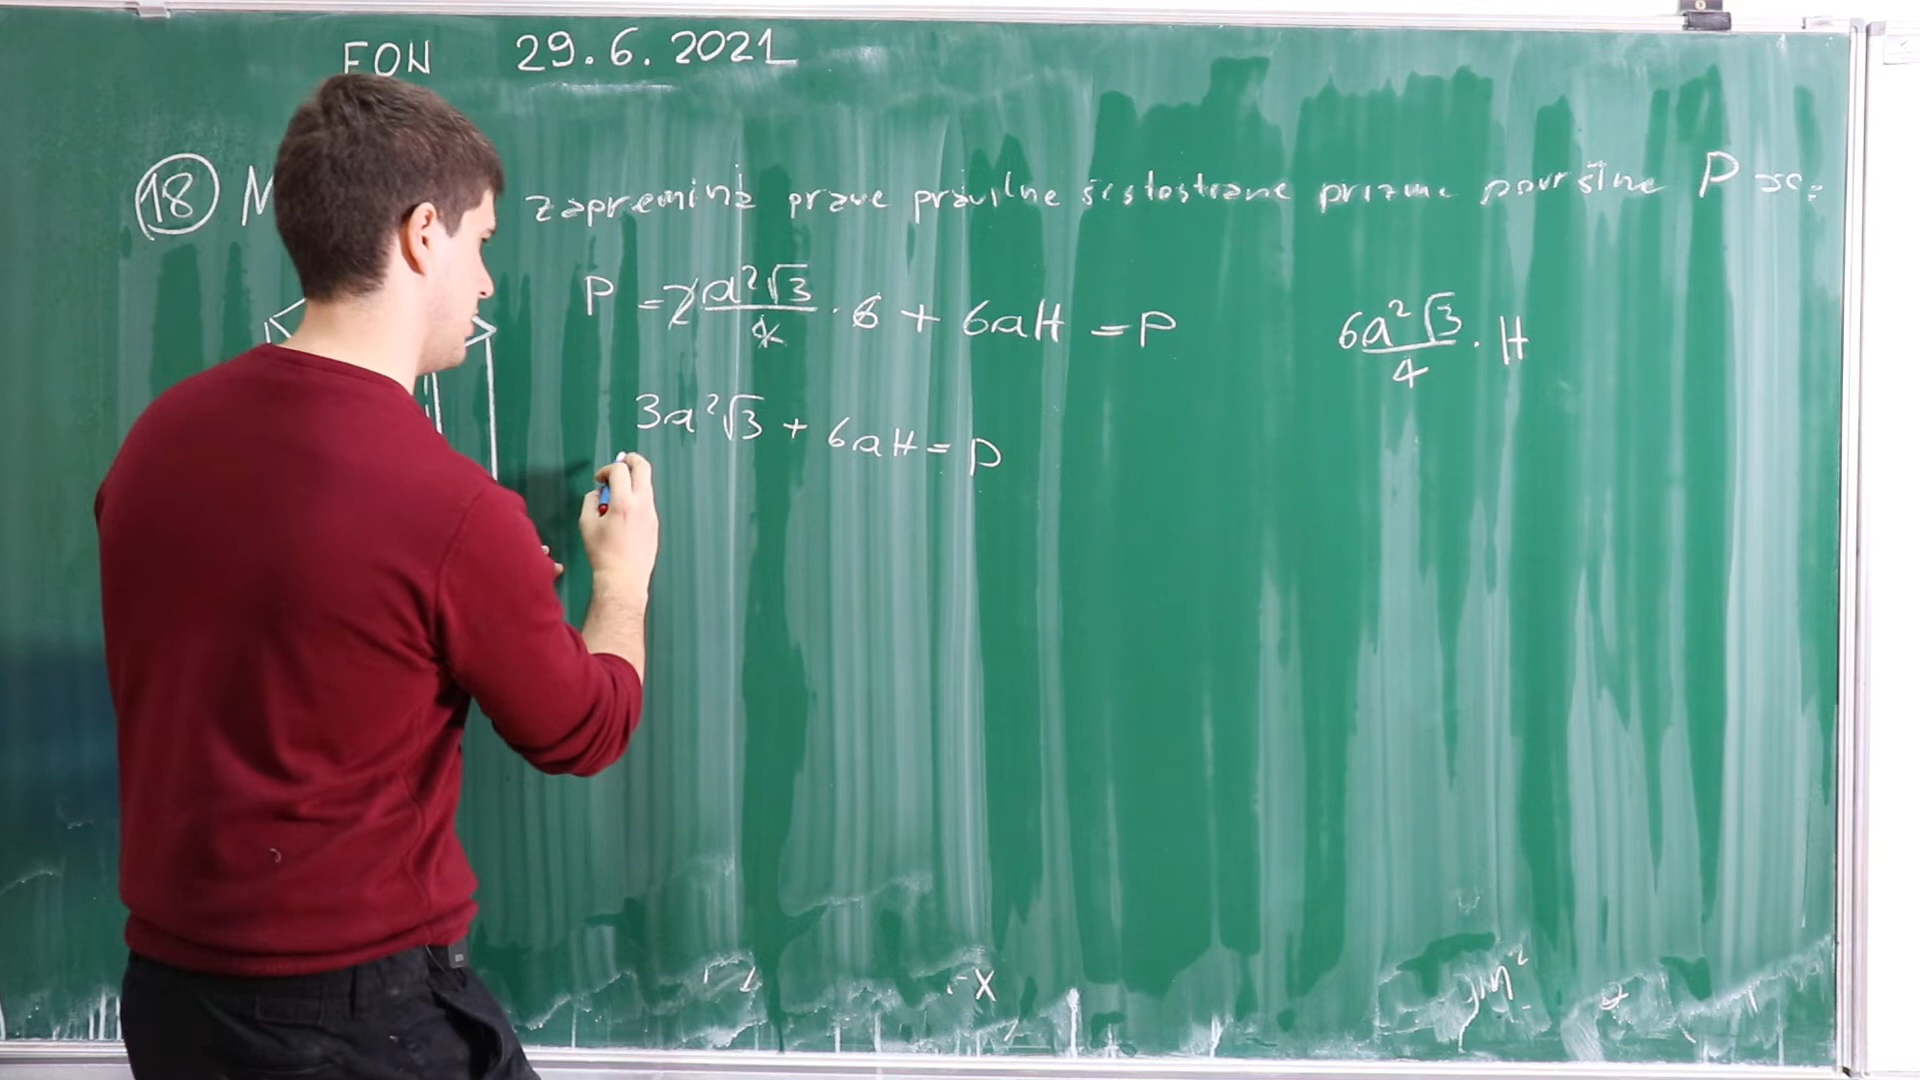 FON 29.6.2021
18 N zapremina prave pravilne šestostrane prizme površine P je:
P = 2 a²√3/4 · 6 + 6aH = P
6a²√3/4 · H
3a²√3 + 6aH = P